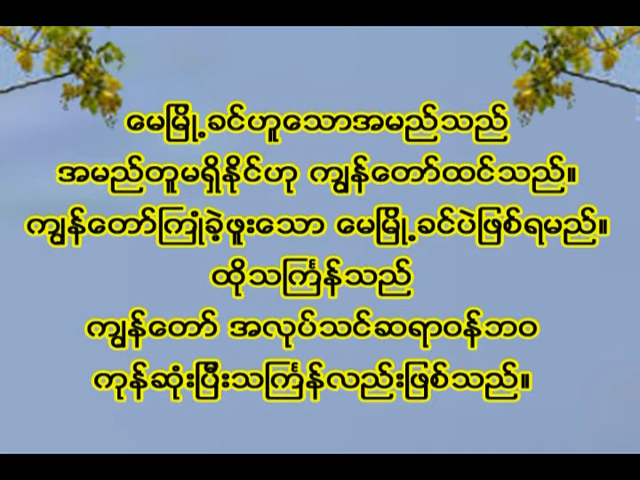 မေမြို့ခင်ဟူသောအမည်သည်
အမည်တူမရှိနိုင်ဟု ကျွန်တော်ထင်သည်။
ကျွန်တော်ကြုံခဲ့ဖူးသော မေမြို့ခင်ပဲဖြစ်ရမည်။
ထိုသင်္ကြန်သည်
ကျွန်တော် အလုပ်သင်ဆရာဝန်ဘဝ
ကုန်ဆုံးပြီးသင်္ကြန်လည်းဖြစ်သည်။